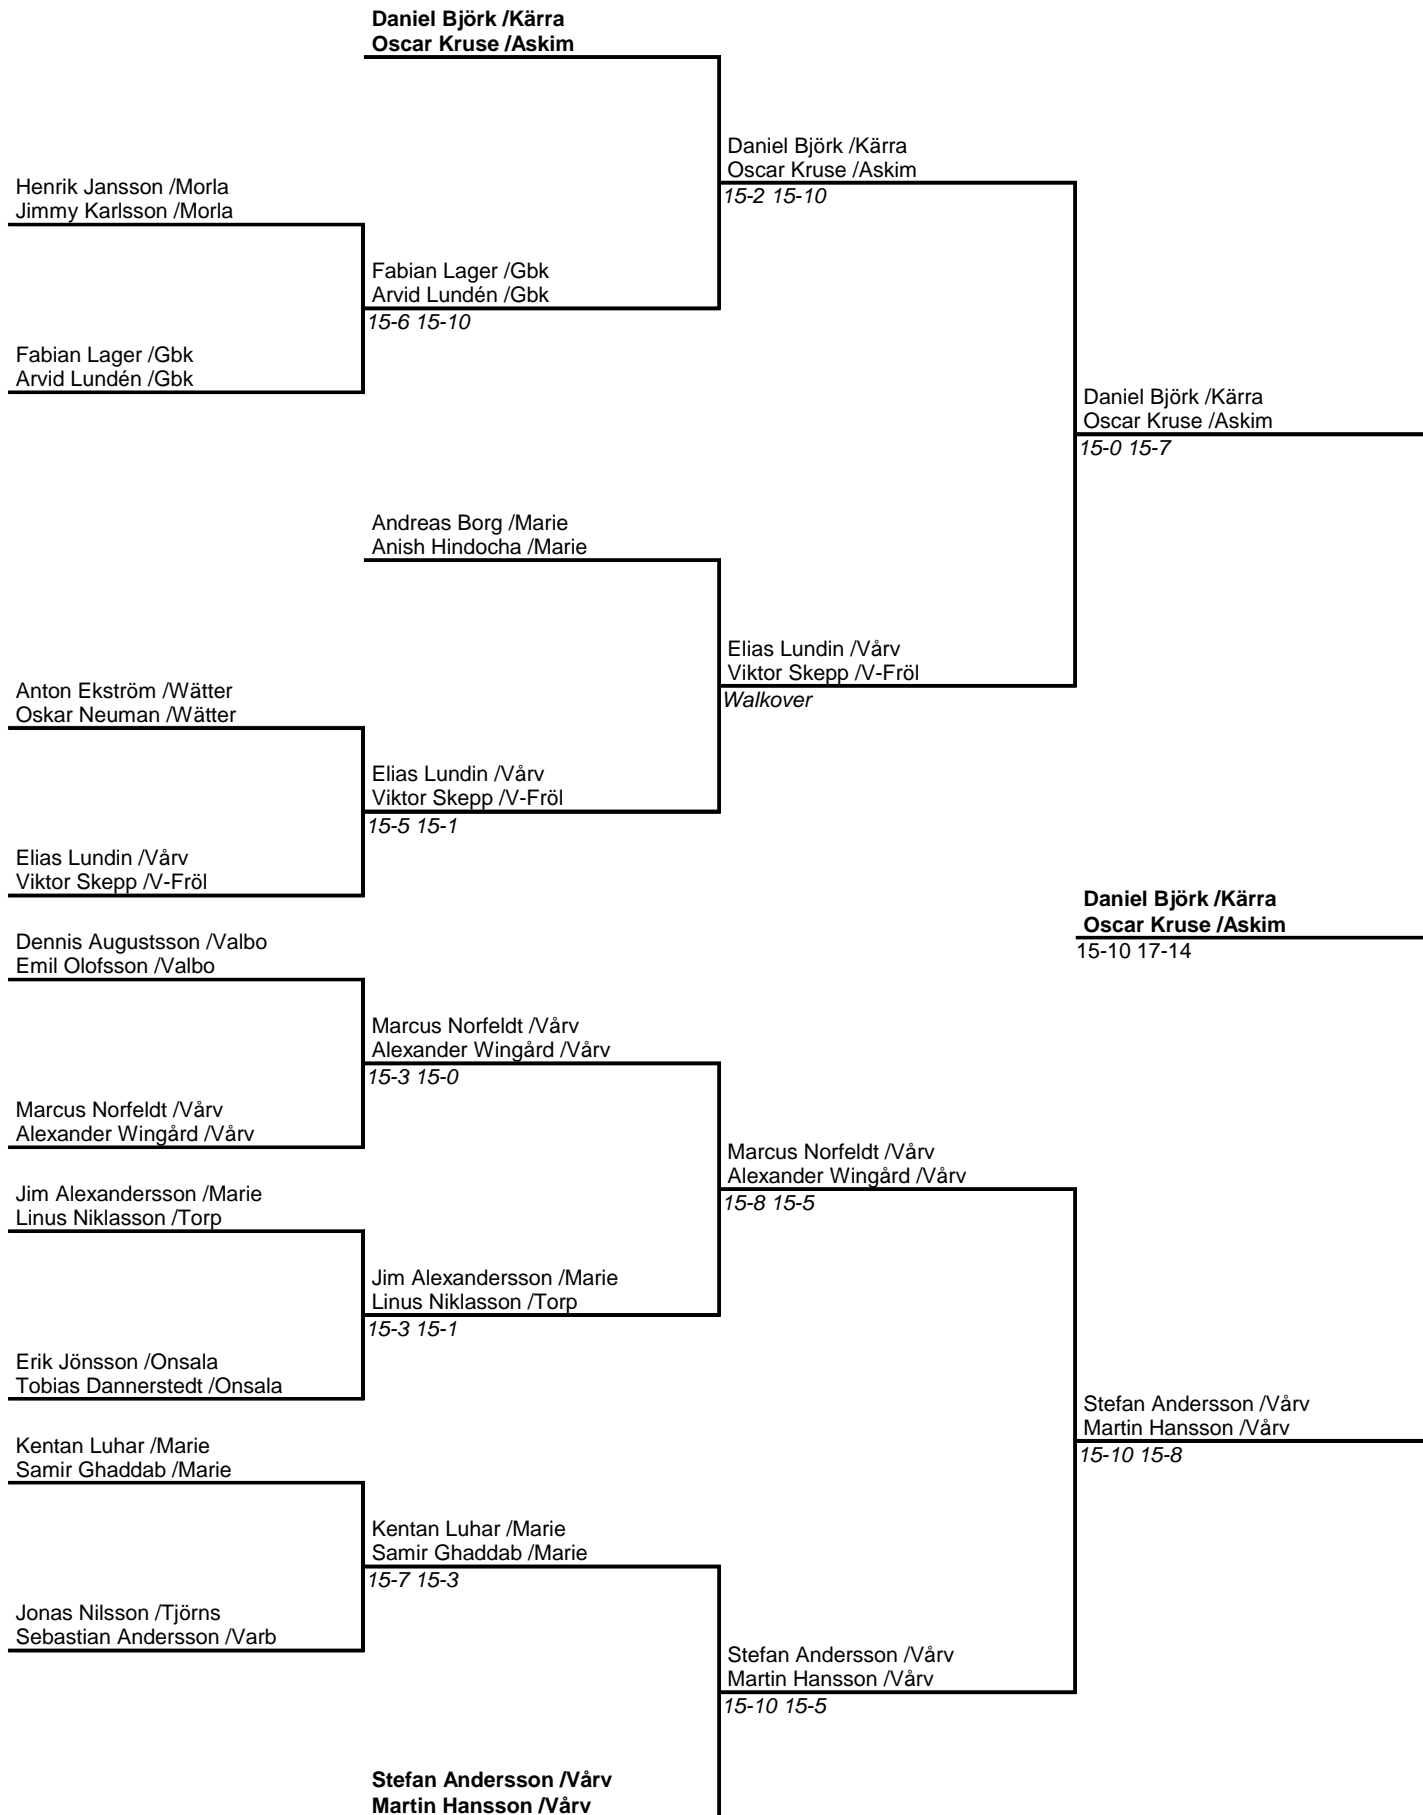 Daniel Björk /Kärra
Oscar Kruse /Askim
Daniel Björk /Kärra
Oscar Kruse /Askim
15-2 15-10
Henrik Jansson /Morla
Jimmy Karlsson /Morla
Fabian Lager /Gbk
Arvid Lundén /Gbk
15-6 15-10
Fabian Lager /Gbk
Arvid Lundén /Gbk
Daniel Björk /Kärra
Oscar Kruse /Askim
15-0 15-7
Andreas Borg /Marie
Anish Hindocha /Marie
Elias Lundin /Vårv
Viktor Skepp /V-Fröl
Walkover
Anton Ekström /Wätter
Oskar Neuman /Wätter
Elias Lundin /Vårv
Viktor Skepp /V-Fröl
15-5 15-1
Elias Lundin /Vårv
Viktor Skepp /V-Fröl
Daniel Björk /Kärra
Oscar Kruse /Askim
15-10 17-14
Dennis Augustsson /Valbo
Emil Olofsson /Valbo
Marcus Norfeldt /Vårv
Alexander Wingård /Vårv
15-3 15-0
Marcus Norfeldt /Vårv
Alexander Wingård /Vårv
Marcus Norfeldt /Vårv
Alexander Wingård /Vårv
15-8 15-5
Jim Alexandersson /Marie
Linus Niklasson /Torp
Jim Alexandersson /Marie
Linus Niklasson /Torp
15-3 15-1
Erik Jönsson /Onsala
Tobias Dannerstedt /Onsala
Stefan Andersson /Vårv
Martin Hansson /Vårv
15-10 15-8
Kentan Luhar /Marie
Samir Ghaddab /Marie
Kentan Luhar /Marie
Samir Ghaddab /Marie
15-7 15-3
Jonas Nilsson /Tjörns
Sebastian Andersson /Varb
Stefan Andersson /Vårv
Martin Hansson /Vårv
15-10 15-5
Stefan Andersson /Vårv
Martin Hansson /Vårv